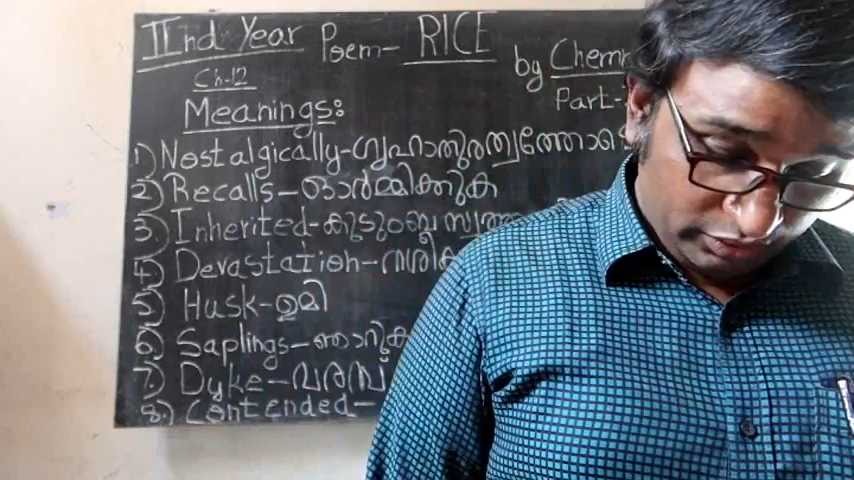 IInd Year Poem- RICE
by Chemm
Ch-12
Part-
Meanings:
1) Nostalgically-ഗൃഹാതുരത്വത്തോടെ
2) Recalls-ഓർമ്മിക്കുക
3) Inherited-കുടുംബ സ്വത്ത
4) Devastation-നശിക
5) Husk-ഉമി
6) Saplings-ഞാറുക
7) Dyke-വരമ്പ്
8) Contended-